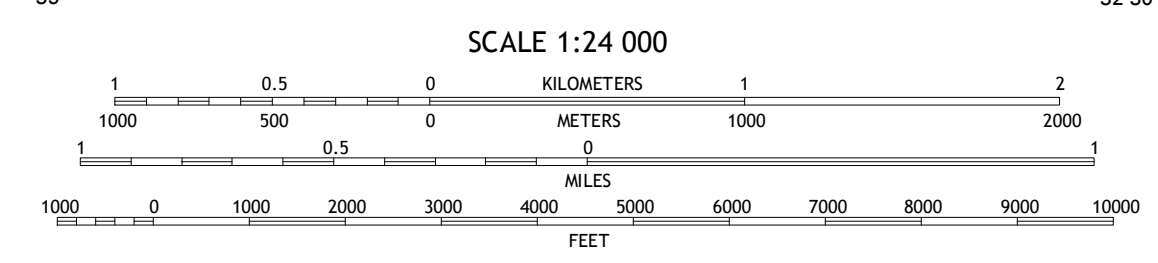 SCALE 1:24 000
1 0.5 0 KILOMETERS 1 2
1000 500 0 METERS 1000 2000
1 0.5 0 1
MILES
1000 0 1000 2000 3000 4000 5000 6000 7000 8000 9000 10000
FEET